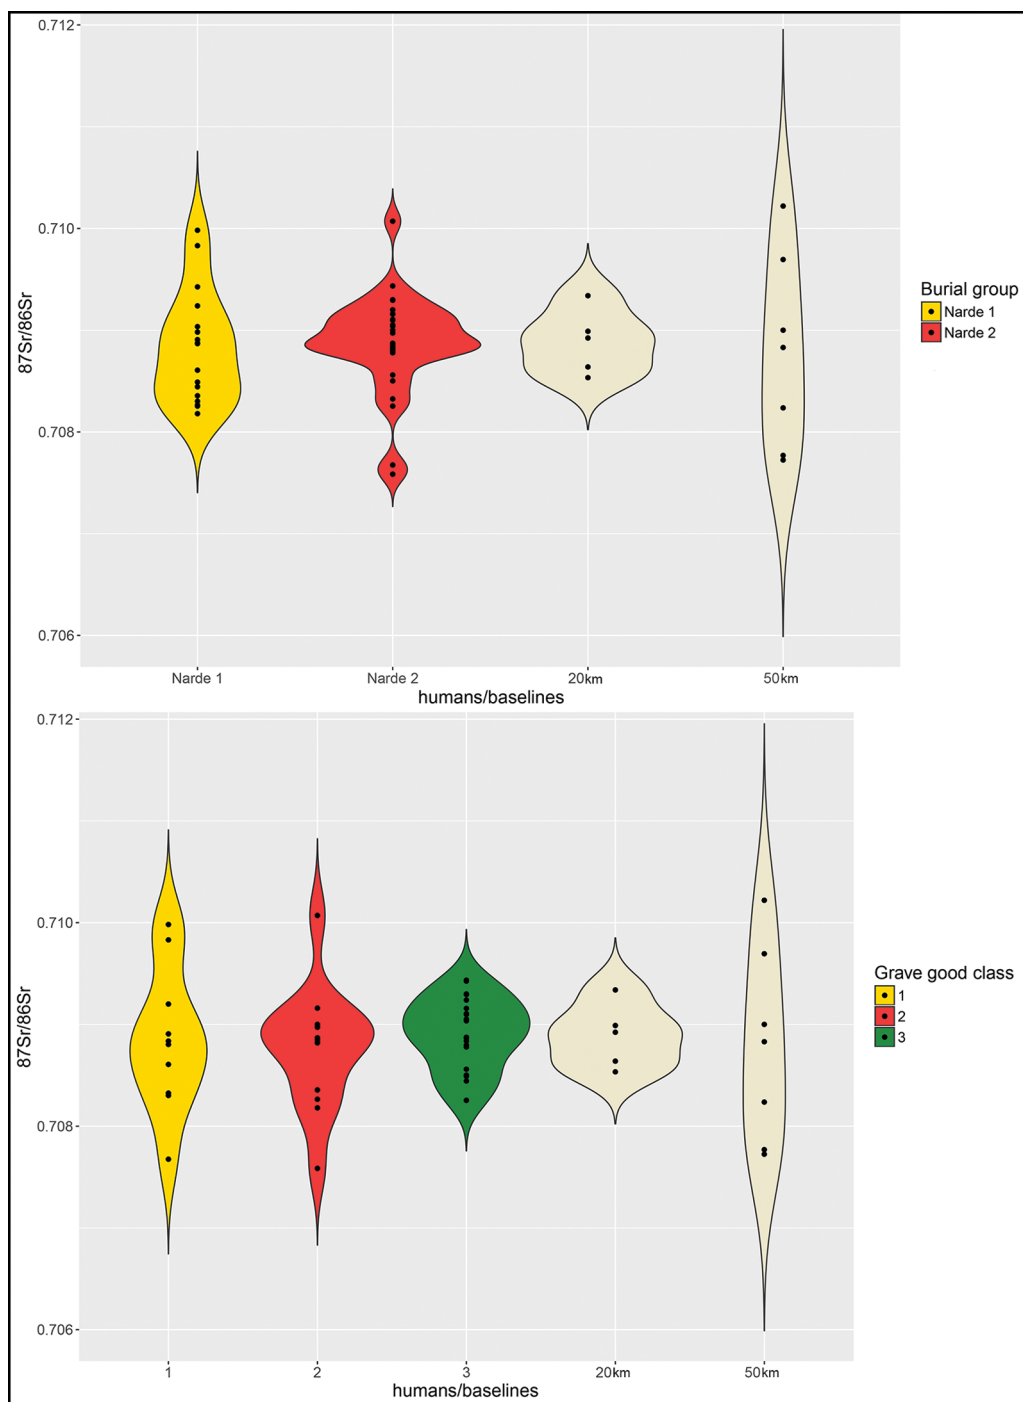 0.712
0.710
0.708
0.706
87Sr/86Sr
Narde 1
Narde 2
20km
50km
humans/baselines
Burial group
Narde 1
Narde 2
0.712
0.710
0.708
0.706
87Sr/86Sr
1
2
3
20km
50km
humans/baselines
Grave good class
1
2
3